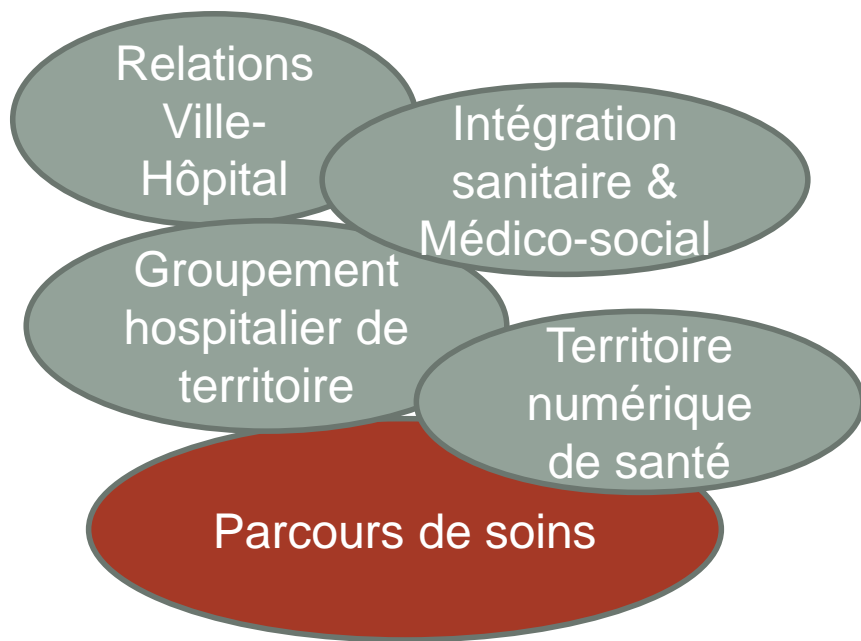 Relations
Ville-
Hôpital
Intégration
sanitaire &
Médico-social
Groupement
hospitalier de
territoire
Territoire
numérique
de santé
Parcours de soins